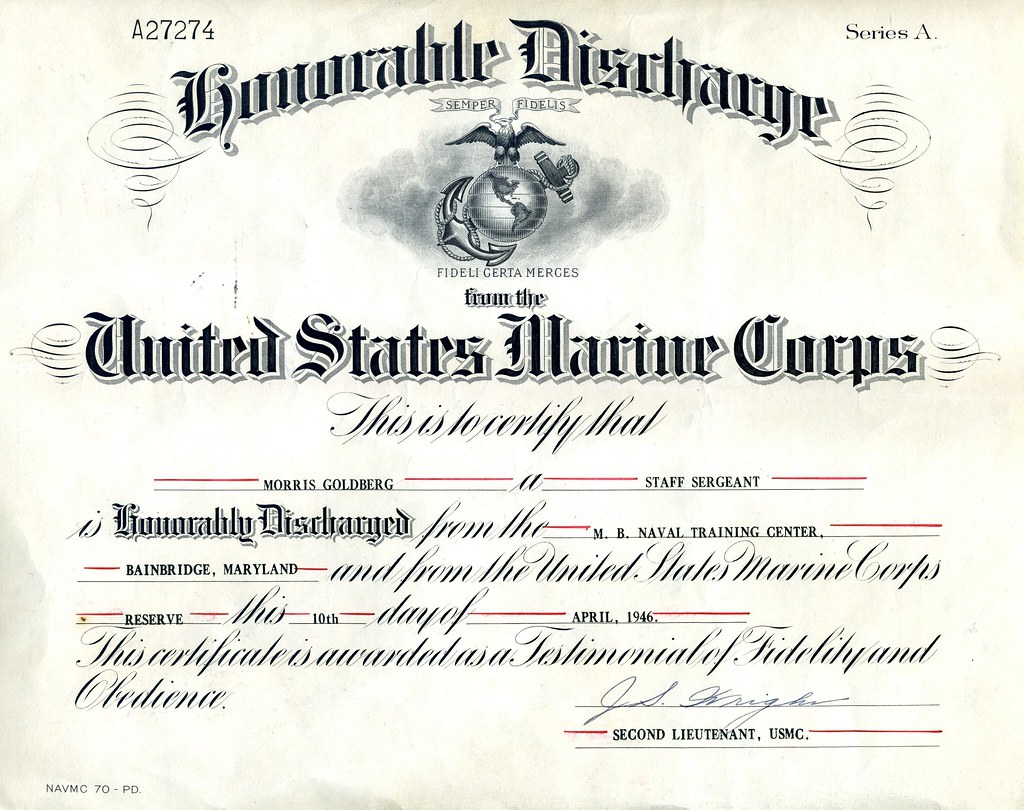 A27274
Series A.
Honorable Discharge
SEMPER FIDELIS
FIDELI CERTA MERCES
from the
United States Marine Corps
This is to certify that
MORRIS GOLDBERG a STAFF SERGEANT
is Honorably Discharged from the M. B. NAVAL TRAINING CENTER,
BAINBRIDGE, MARYLAND and from the United States Marine Corps
RESERVE this 10th day of APRIL, 1946.
This certificate is awarded as a Testimonial of Fidelity and
Obedience.
J. S. Wright
SECOND LIEUTENANT, USMC.
NAVMC 70 - PD.